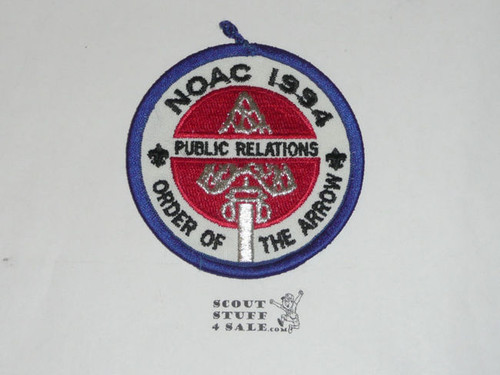 NOAC 1994
PUBLIC RELATIONS
ORDER OF THE ARROW
SCOUT
STUFF
4 SALE.com